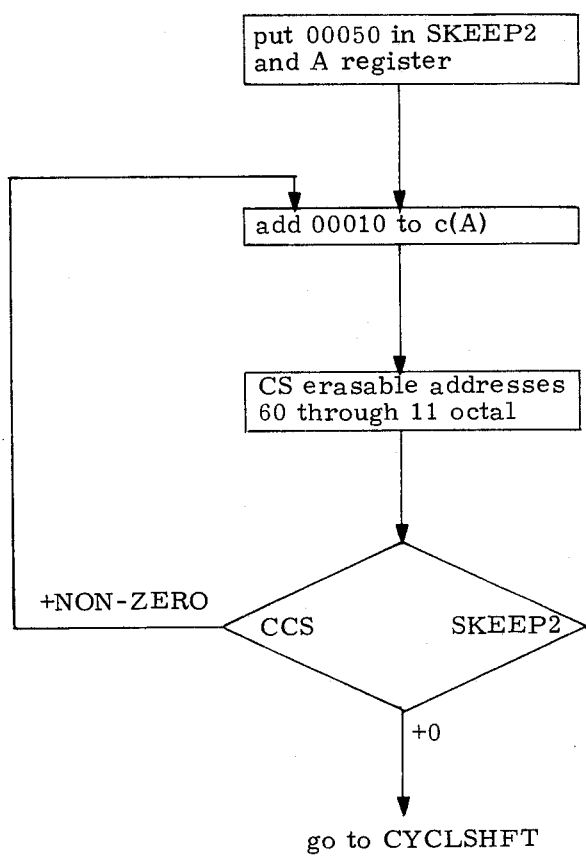 put 00050 in SKEEP2
and A register
add 00010 to c(A)
CS erasable addresses
60 through 11 octal
+NON-ZERO
CCS SKEEP2
+0
go to CYCLSHFT